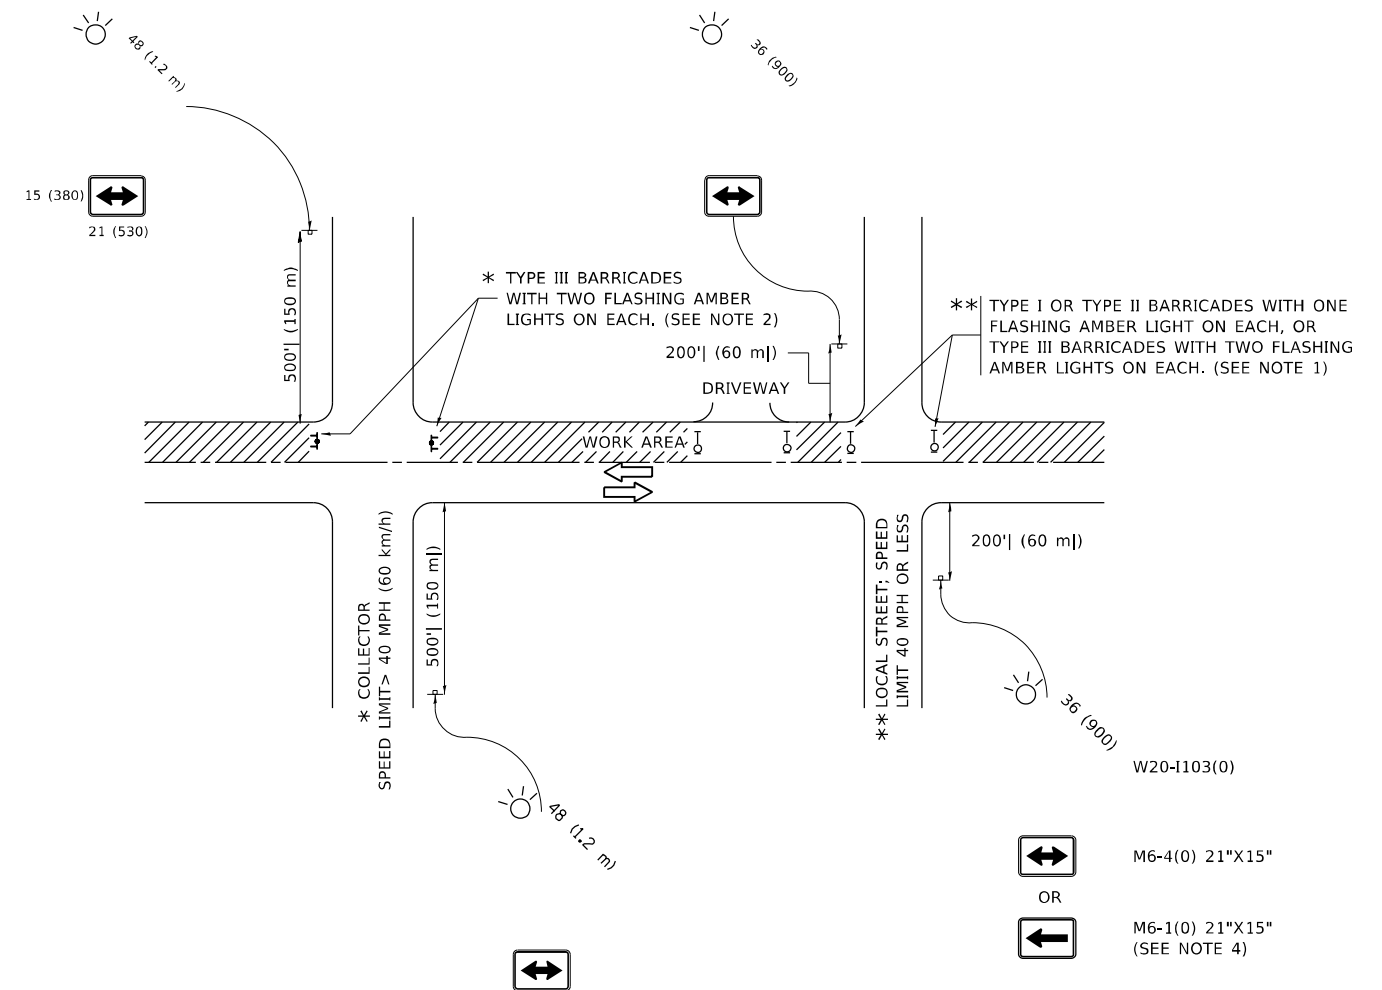 48 (1.2 m)
36 (900)
15 (380)
21 (530)
500'| (150 m)
* TYPE III BARRICADES
WITH TWO FLASHING AMBER
LIGHTS ON EACH. (SEE NOTE 2)
** TYPE I OR TYPE II BARRICADES WITH ONE
FLASHING AMBER LIGHT ON EACH, OR
TYPE III BARRICADES WITH TWO FLASHING
AMBER LIGHTS ON EACH. (SEE NOTE 1)
200'| (60 m|)
DRIVEWAY
WORK AREA
* COLLECTOR
SPEED LIMIT> 40 MPH (60 km/h)
500'| (150 m|)
** LOCAL STREET; SPEED
LIMIT 40 MPH OR LESS
200'| (60 m|)
36 (900)
48 (1.2 m)
W20-I103(0)
M6-4(0) 21"X15"
OR
M6-1(0) 21"X15"
(SEE NOTE 4)